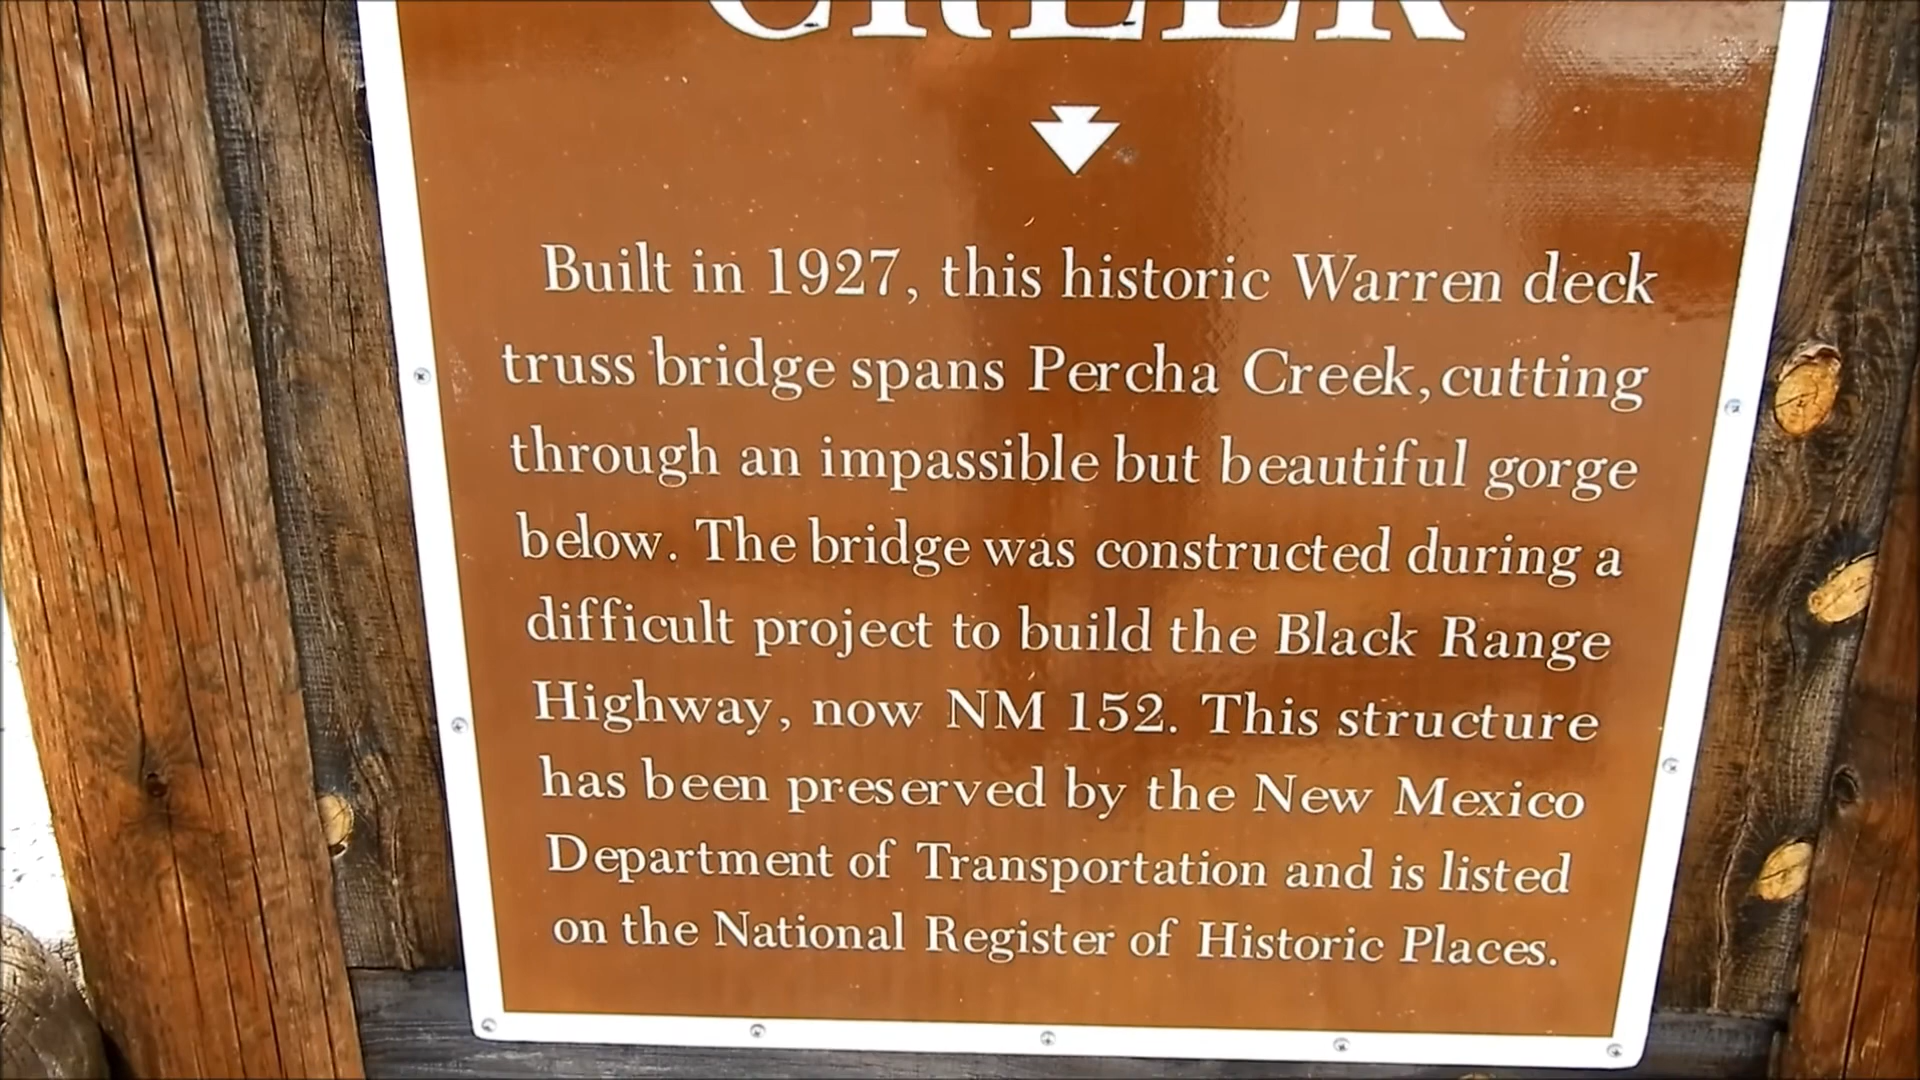 CREEK
Built in 1927, this historic Warren deck
truss bridge spans Percha Creek, cutting
through an impassible but beautiful gorge
below. The bridge was constructed during a
difficult project to build the Black Range
Highway, now NM 152. This structure
has been preserved by the New Mexico
Department of Transportation and is listed
on the National Register of Historic Places.